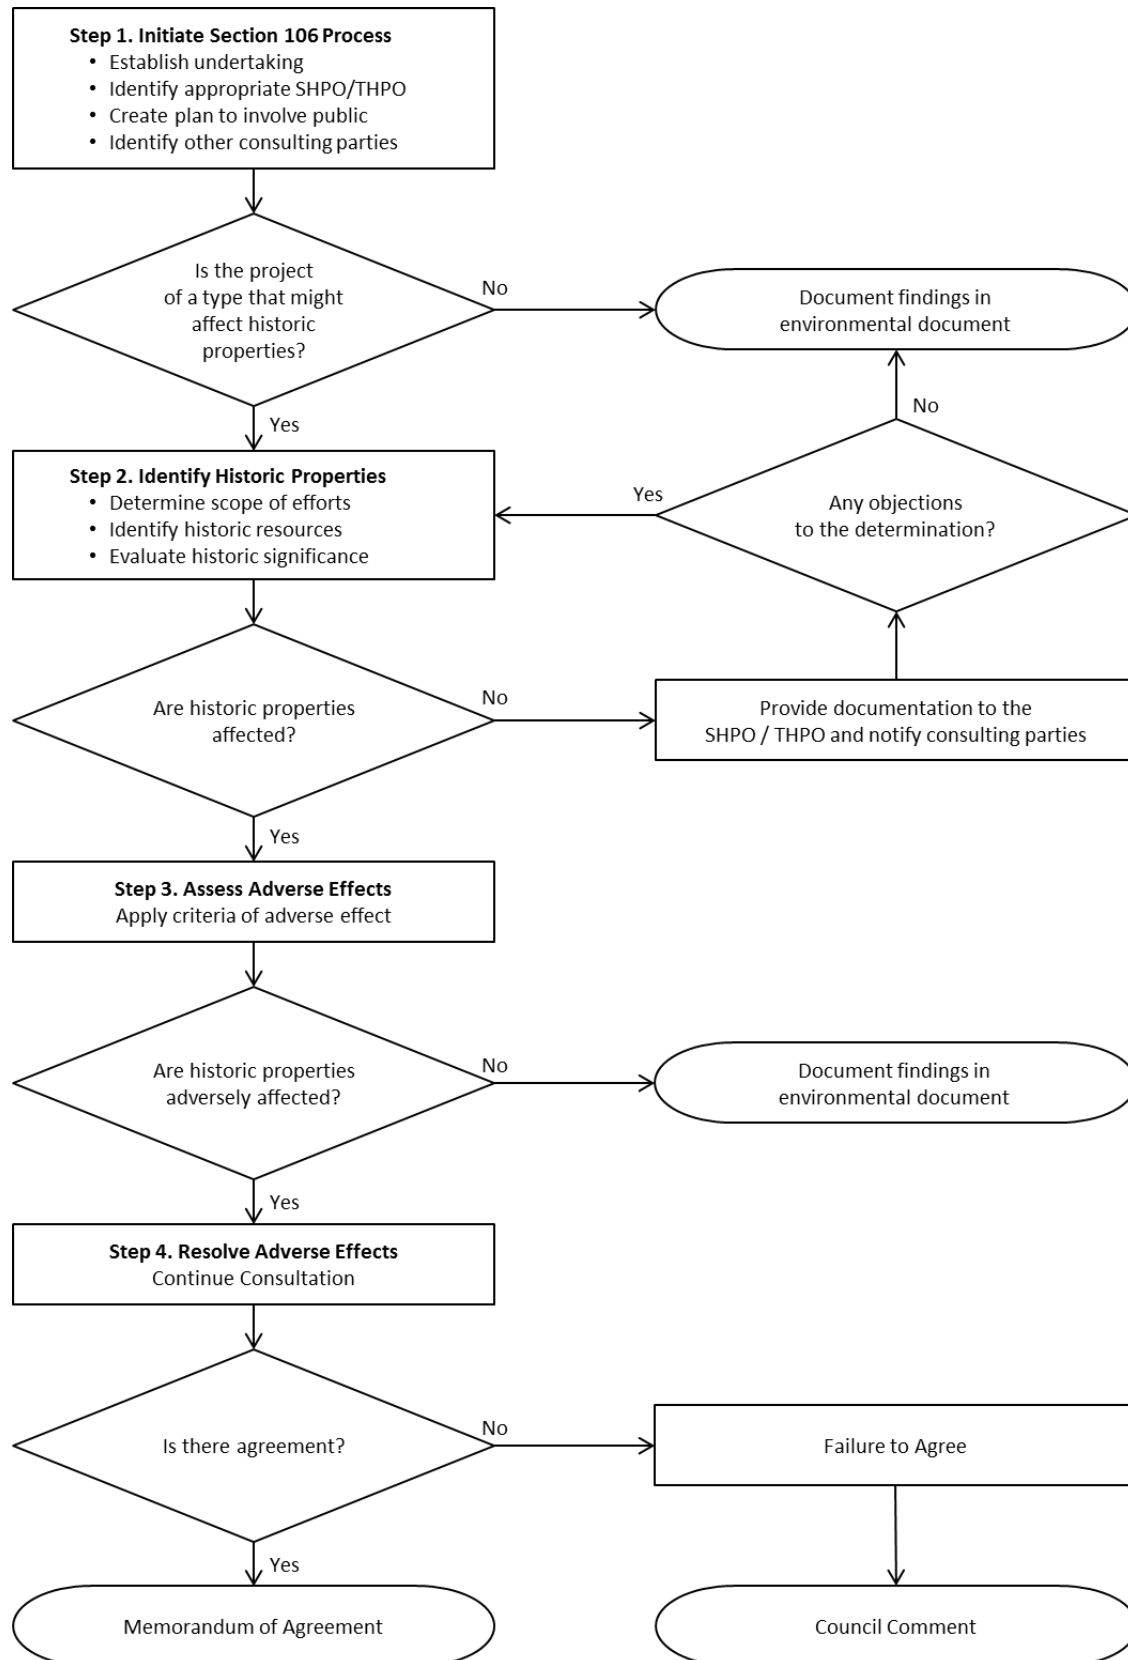 Step 1. Initiate Section 106 Process
• Establish undertaking
• Identify appropriate SHPO/THPO
• Create plan to involve public
• Identify other consulting parties
Is the project
of a type that might
affect historic
properties?
No
Document findings in
environmental document
Yes
No
Step 2. Identify Historic Properties
• Determine scope of efforts
• Identify historic resources
• Evaluate historic significance
Yes
Any objections
to the determination?
Are historic properties
affected?
No
Provide documentation to the
SHPO / THPO and notify consulting parties
Yes
Step 3. Assess Adverse Effects
Apply criteria of adverse effect
Are historic properties
adversely affected?
No
Document findings in
environmental document
Yes
Step 4. Resolve Adverse Effects
Continue Consultation
Is there agreement?
No
Failure to Agree
Yes
Memorandum of Agreement
Council Comment